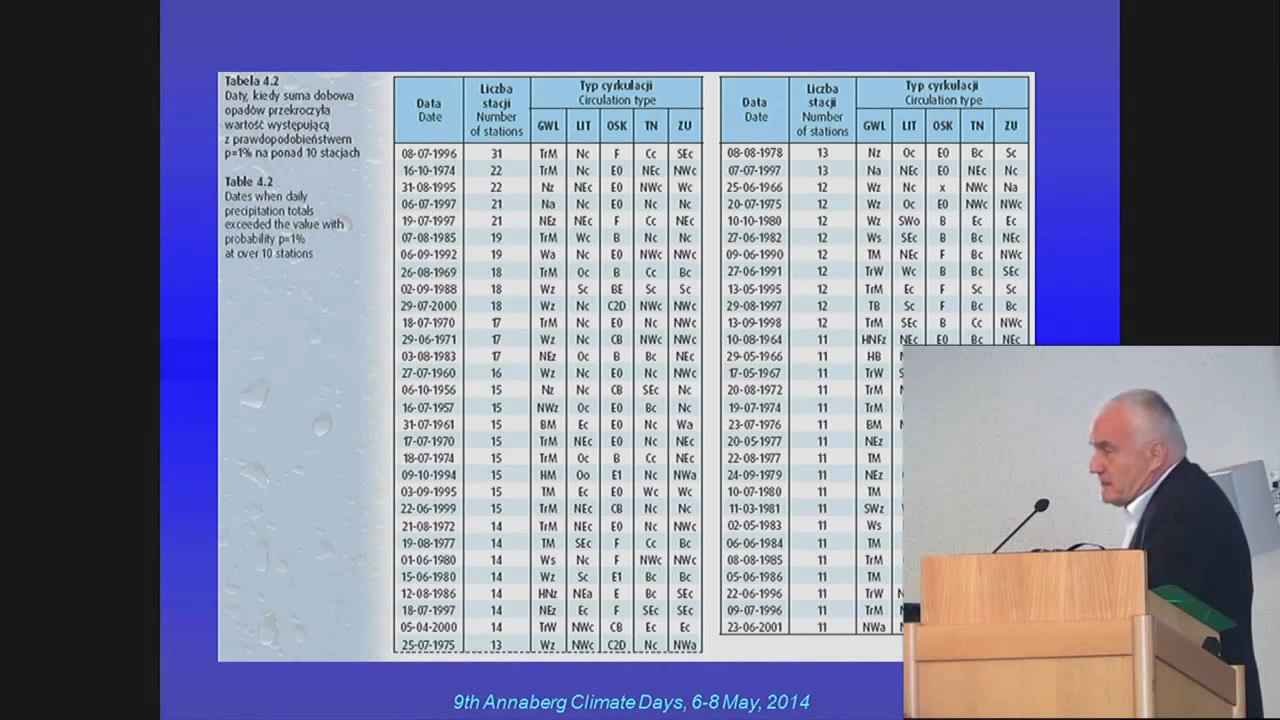 Tabela 4.2
Daty, kiedy suma dobowa
opadów przekroczyła
wartość występującą
z prawdopodobieństwem
p=1% na ponad 10 stacjach
Table 4.2
Dates when daily
precipitation totals
exceeded the value with
probability p=1%
at over 10 stations
Data
Date
Liczba
stacji
Number
of stations
Typ cyrkulacji
Circulation type
GWL LIT OSK TN ZU
08-07-1996 31 TrM Nc F Cc SEc
16-10-1974 22 TrM Nc E0 NEc NWc
31-08-1995 22 Nz NEc E0 NWc Wc
06-07-1997 21 Na Nc E0 Nc Nc
19-07-1997 21 NEz NEc F Cc NEc
07-08-1985 19 TrM Wc B Nc Nc
06-09-1992 19 Wa Nc E0 NWc NWc
26-08-1969 18 TrM Oc B Cc Bc
02-09-1988 18 Wz Sc BE Sc Sc
29-07-2000 18 Wz Nc C2D NWc NWc
18-07-1970 17 TrM Nc E0 Nc NWc
29-06-1971 17 Wz Nc CB NWc NWc
03-08-1983 17 NEz Oc B Bc NEc
27-07-1960 16 Wz Nc E0 Nc NWc
06-10-1956 15 Nz Nc CB SEc Nc
16-07-1957 15 NWz Oc E0 Bc Nc
31-07-1961 15 BM Ec E0 Nc Wa
17-07-1970 15 TrM NEc E0 Nc NEc
18-07-1974 15 TrM Oc B Cc NEc
09-10-1994 15 HM Oo E1 Nc NWa
03-09-1995 15 TM Ec E0 Wc Wc
22-06-1999 15 TrM NEc CB Nc Nc
21-08-1972 14 TrM NEc E0 Nc NWc
19-08-1977 14 TM SEc F Cc Bc
01-06-1980 14 Ws Nc F NWc NWc
15-06-1980 14 Wz Sc E1 Bc Bc
12-08-1986 14 HNz NEa E Bc SEc
18-07-1997 14 NEz Ec F SEc SEc
05-04-2000 14 TrW NWc CB Ec Ec
25-07-1975 13 Wz NWc C2D Nc NWa
Data
Date
Liczba
stacji
Number
of stations
Typ cyrkulacji
Circulation type
GWL LIT OSK TN ZU
08-08-1978 13 Nz Oc E0 Bc Sc
07-07-1997 13 Na NEc E0 NEc Nc
25-06-1966 12 Wz Nc x NWc Na
20-07-1975 12 Wz Oc E0 NWc NWc
10-10-1980 12 Wz SWo B Ec Ec
27-06-1982 12 Ws SEc B Bc NEc
09-06-1990 12 TM NEc F Bc NWc
27-06-1991 12 TrW Wc B Bc SEc
13-05-1995 12 TrM Ec F Sc Sc
29-08-1997 12 TB Sc F Bc Bc
13-09-1998 12 TrM SEc B Cc NWc
10-08-1964 11 HNFz NEc E0 Bc NEc
29-05-1966 11 HB
17-05-1967 11 TrW
20-08-1972 11 TrM
19-07-1974 11 TrM
23-07-1976 11 BM
20-05-1977 11 NEz
22-08-1977 11 TM
24-09-1979 11 NEz
10-07-1980 11 TM
11-03-1981 11 SWz
02-05-1983 11 Ws
06-06-1984 11 TM
08-08-1985 11 TrM
05-06-1986 11 TM
22-06-1996 11 TrW
09-07-1996 11 TrM
23-06-2001 11 NWa
9th Annaberg Climate Days, 6-8 May, 2014